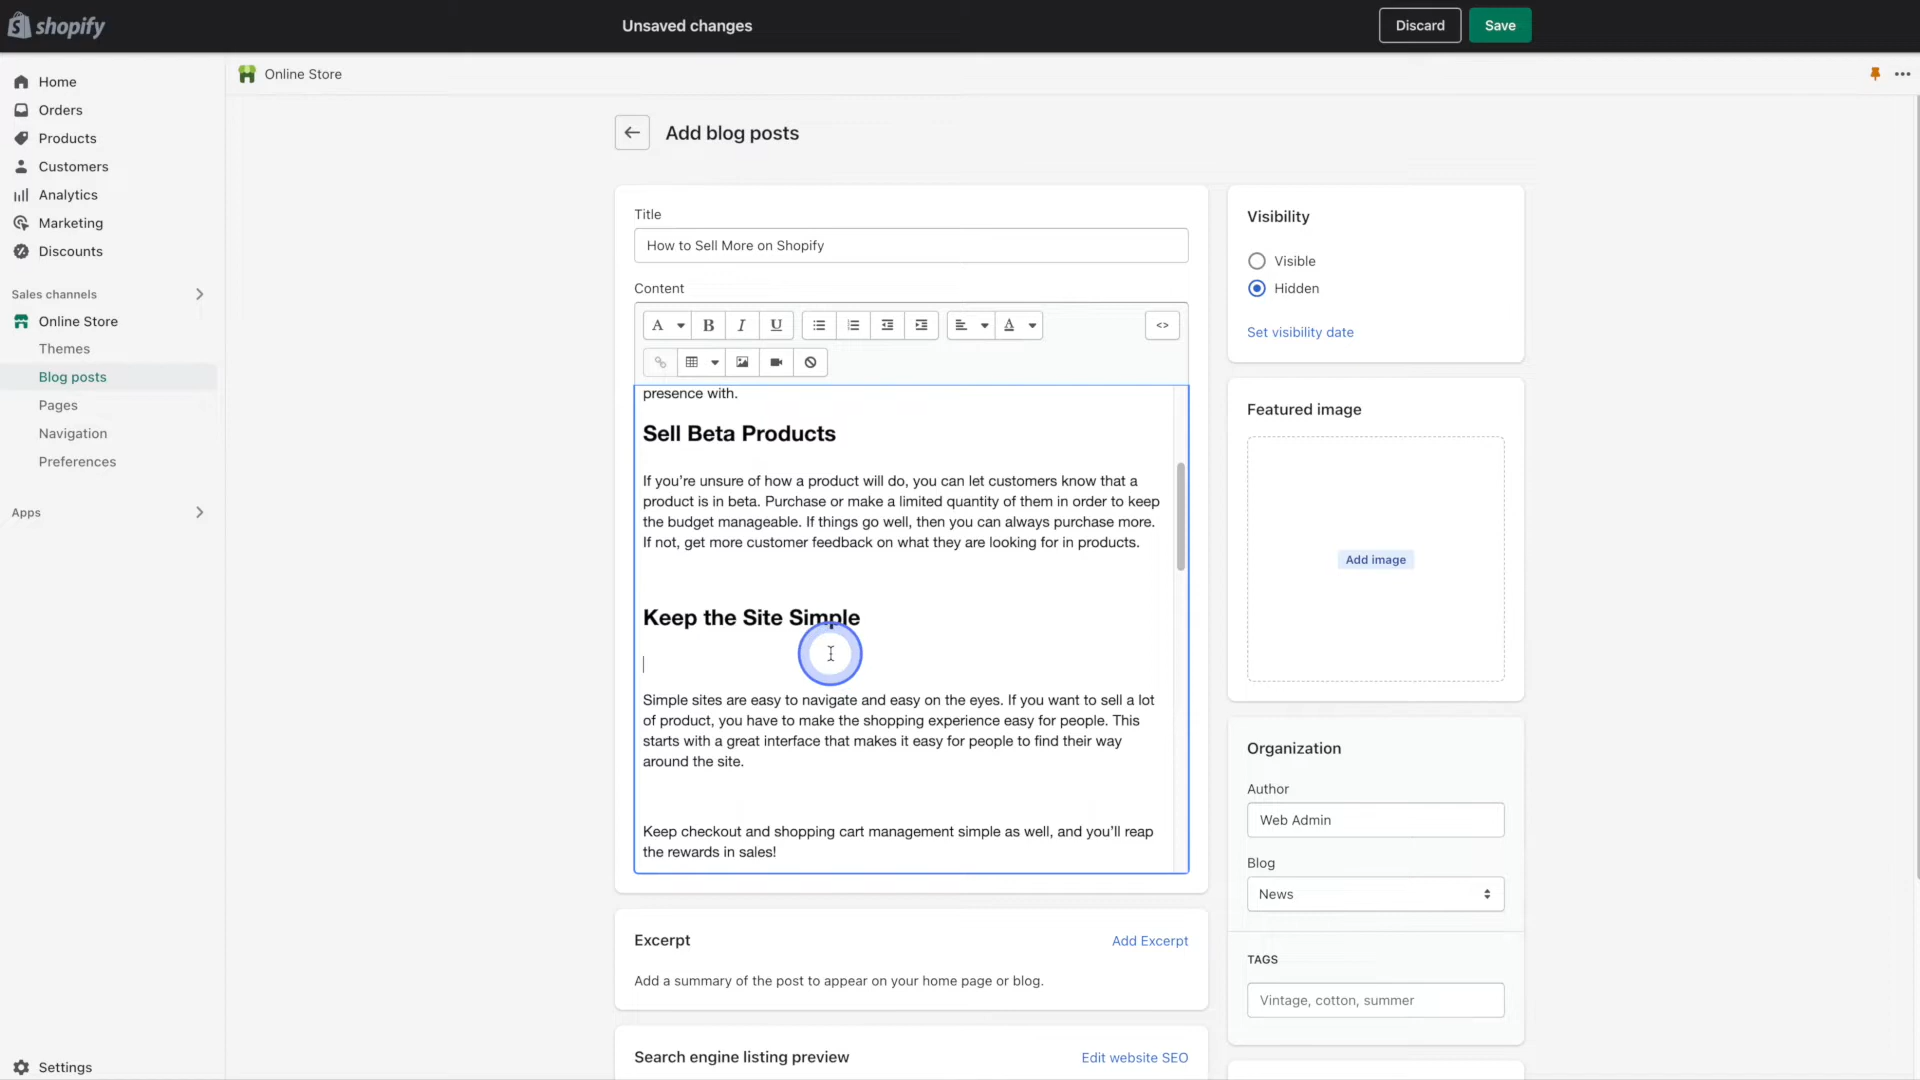 shopify
Unsaved changes
Discard
Save
Home
Orders
Products
Customers
Analytics
Marketing
Discounts
Sales channels
Online Store
Themes
Blog posts
Pages
Navigation
Preferences
Apps
Settings
Online Store
Add blog posts
Title
How to Sell More on Shopify
Content
A
B
I
U
A
<>
presence with.
Sell Beta Products
If you’re unsure of how a product will do, you can let customers know that a
product is in beta. Purchase or make a limited quantity of them in order to keep
the budget manageable. If things go well, then you can always purchase more.
If not, get more customer feedback on what they are looking for in products.
Keep the Site Simple
Simple sites are easy to navigate and easy on the eyes. If you want to sell a lot
of product, you have to make the shopping experience easy for people. This
starts with a great interface that makes it easy for people to find their way
around the site.
Keep checkout and shopping cart management simple as well, and you’ll reap
the rewards in sales!
Excerpt
Add Excerpt
Add a summary of the post to appear on your home page or blog.
Search engine listing preview
Edit website SEO
Visibility
Visible
Hidden
Set visibility date
Featured image
Add image
Organization
Author
Web Admin
Blog
News
TAGS
Vintage, cotton, summer